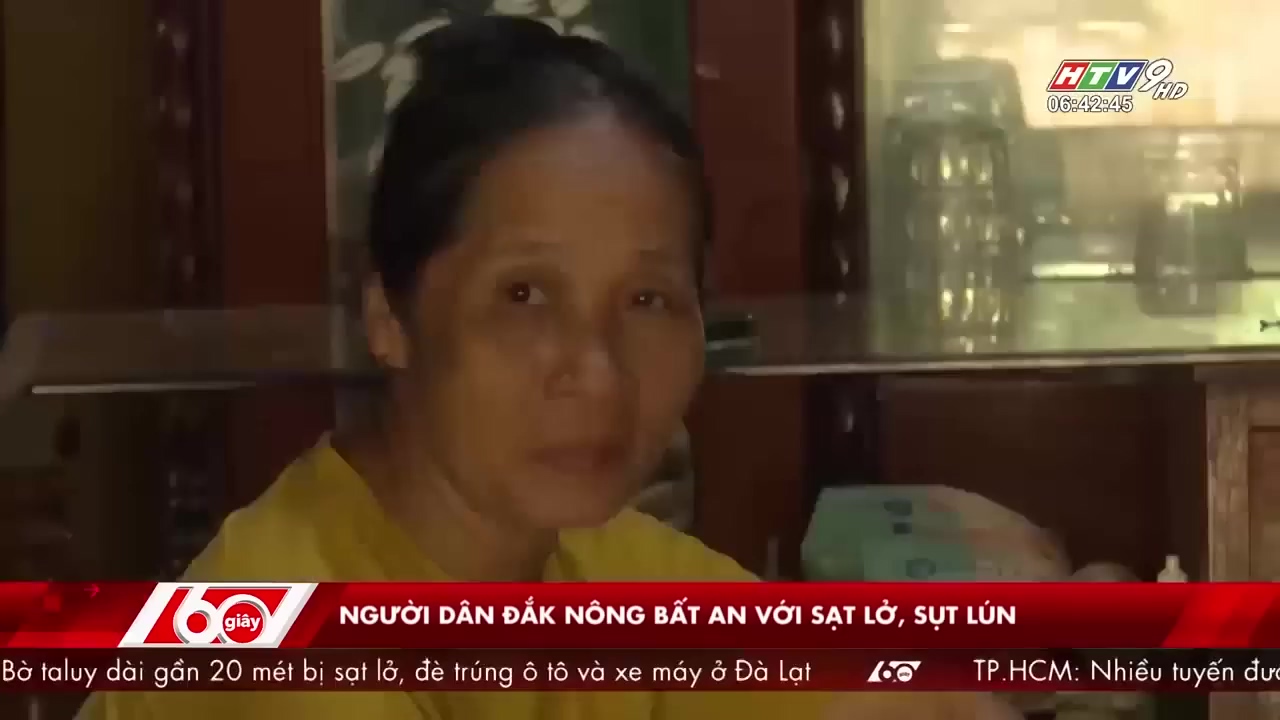 HTV9 HD
06:42:45
60 giây
NGƯỜI DÂN ĐẮK NÔNG BẤT AN VỚI SẠT LỞ, SỤT LÚN
Bờ taluy dài gần 20 mét bị sạt lở, đè trúng ô tô và xe máy ở Đà Lạt 60 giây TP.HCM: Nhiều tuyến